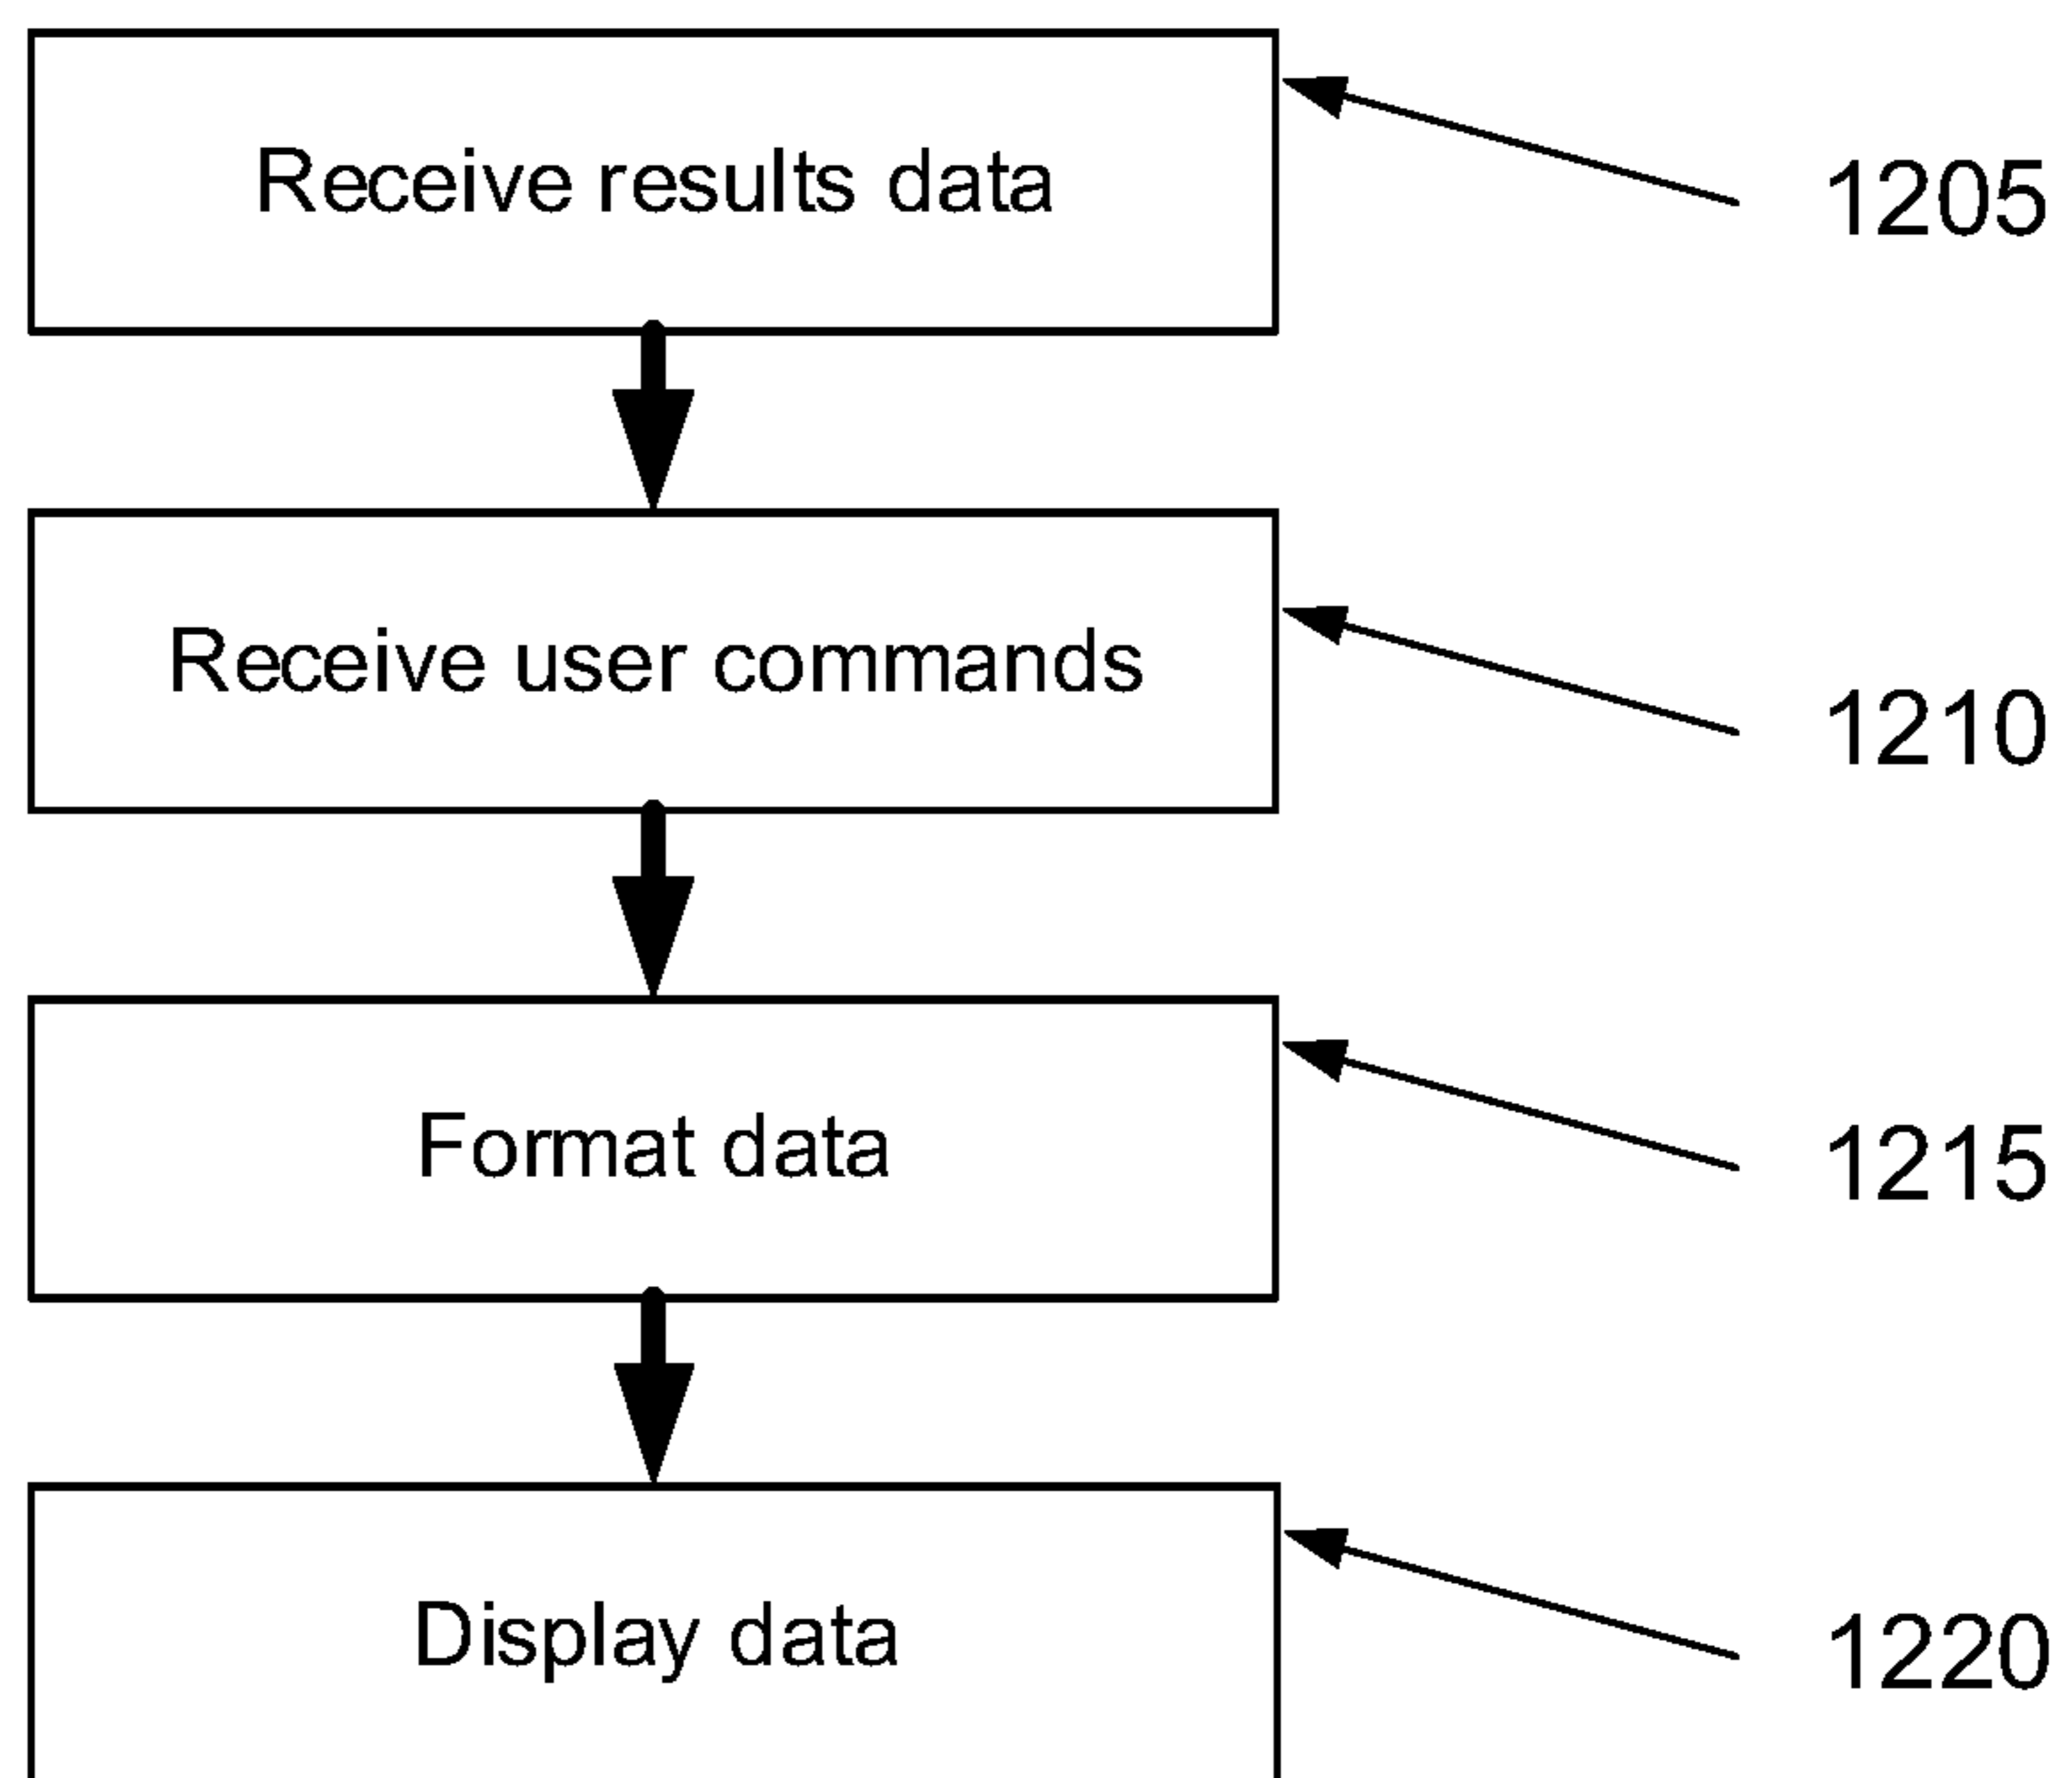 Receive results data
1205
Receive user commands
1210
Format data
1215
Display data
1220